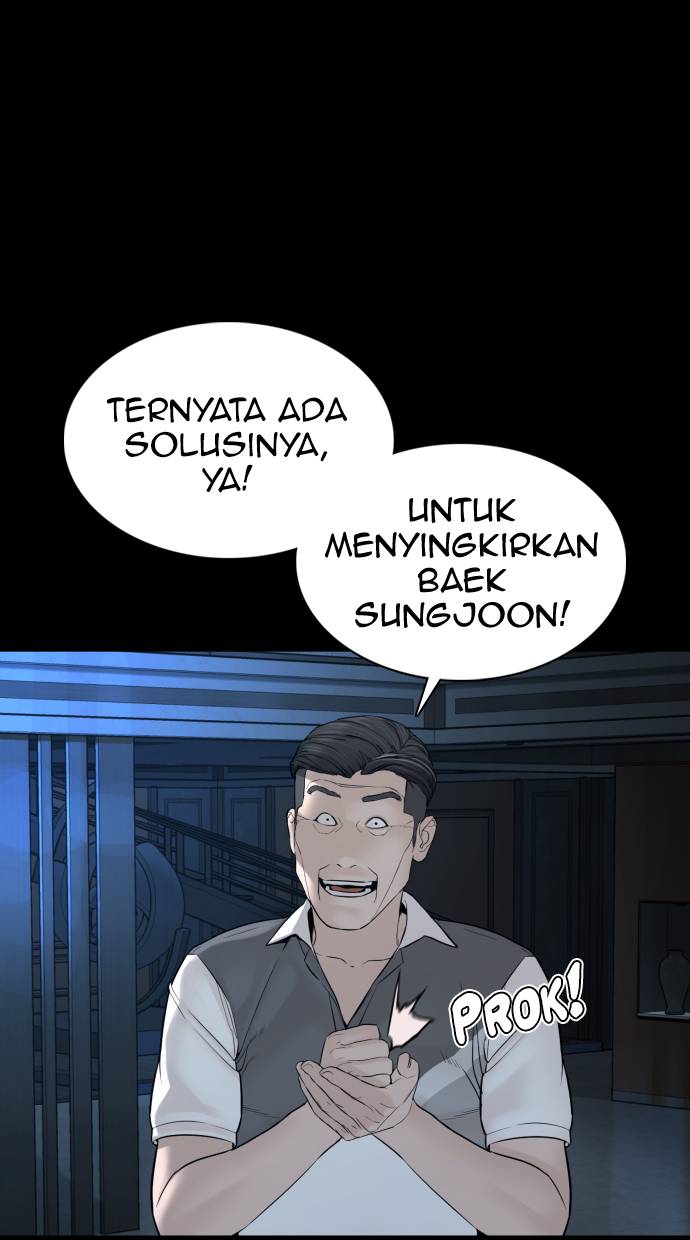 TERNYATA ADA
SOLUSINYA,
YA!
UNTUK
MENYINGKIRKAN
BAEK
SUNGJOON!
PROK!